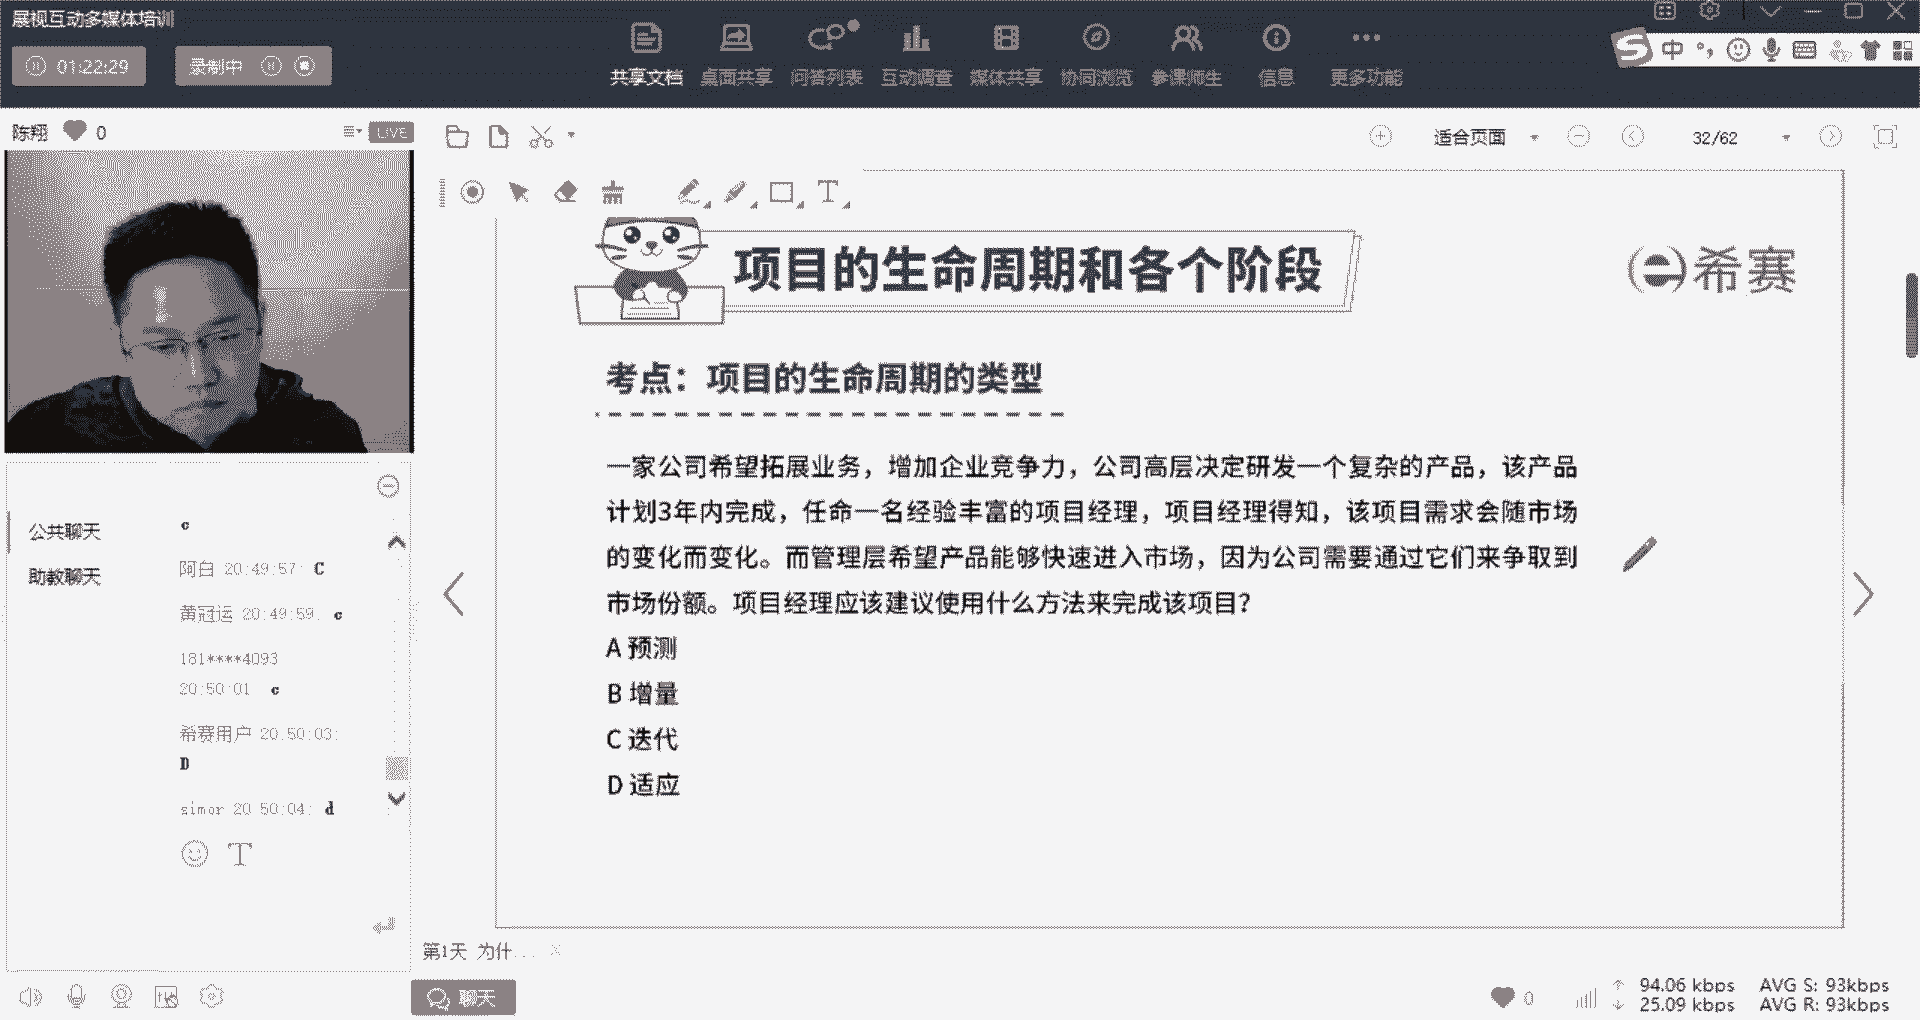 展视互动多媒体培训
01:22:29
录制中
共享文档 桌面共享 问答列表 互动调查 媒体共享 协同浏览 参课师生 信息 更多功能
中
陈翔 0
LIVE
适合页面
32/62
T
项目的生命周期和各个阶段
希赛
考点：项目的生命周期的类型
一家公司希望拓展业务，增加企业竞争力，公司高层决定研发一个复杂的产品，该产品
计划3年内完成，任命一名经验丰富的项目经理，项目经理得知，该项目需求会随市场
的变化而变化。而管理层希望产品能够快速进入市场，因为公司需要通过它们来争取到
市场份额。项目经理应该建议使用什么方法来完成该项目？
A 预测
B 增量
C 迭代
D 适应
公共聊天
助教聊天
c
阿白 20:49:57: C
黄冠运 20:49:59: c
181****4093
20:50:01: c
希赛用户 20:50:03:
D
simor 20:50:04: d
T
第1天 为什...
聊天
0
94.06 kbps AVG S: 93kbps
25.09 kbps AVG R: 93kbps